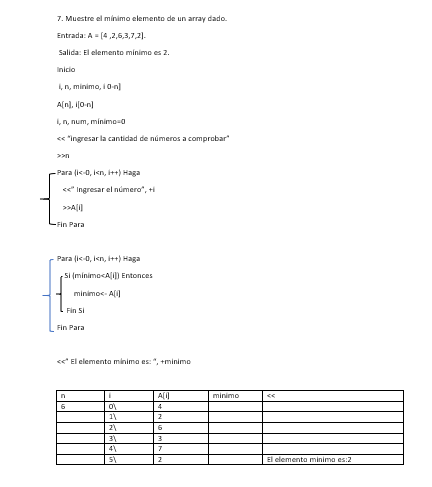 7. Muestre el mínimo elemento de un array dado.
Entrada: A = [4 ,2,6,3,7,2].
Salida: El elemento mínimo es 2.
Inicio
i, n, minimo, i 0-n]
A[n], i[0-n]
i, n, num, minimo=0
<< "ingresar la cantidad de números a comprobar"
>>n
Para (i<-0, i<n, i++) Haga
<<" Ingresar el número", +i
>>A[i]
Fin Para
Para (i<-0, i<n, i++) Haga
Si (mínimo<A[i]) Entonces
minimo<- A[i]
Fin Si
Fin Para
<<" El elemento mínimo es: ", +minimo
n i A[i] minimo <<
6 0\ 4
1\ 2
2\ 6
3\ 3
4\ 7
5\ 2 El elemento minimo es:2